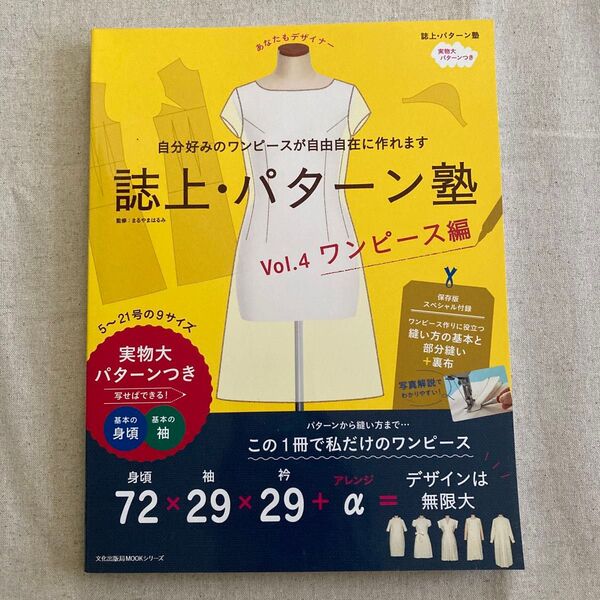 あなたもデザイナー
誌上・パターン塾
実物大
パターンつき
自分好みのワンピースが自由自在に作れます
誌上・パターン塾
監修：まるやまはるみ
Vol.4 ワンピース編
5〜21号の9サイズ
実物大
パターンつき
写せばできる！
基本の
身頃
基本の
袖
保存版
スペシャル付録
ワンピース作りに役立つ
縫い方の基本と
部分縫い
＋裏布
写真解説で
わかりやすい！
パターンから縫い方まで…
この1冊で私だけのワンピース
身頃 袖 衿 アレンジ
72×29×29＋α＝デザインは
無限大
文化出版局MOOKシリーズ